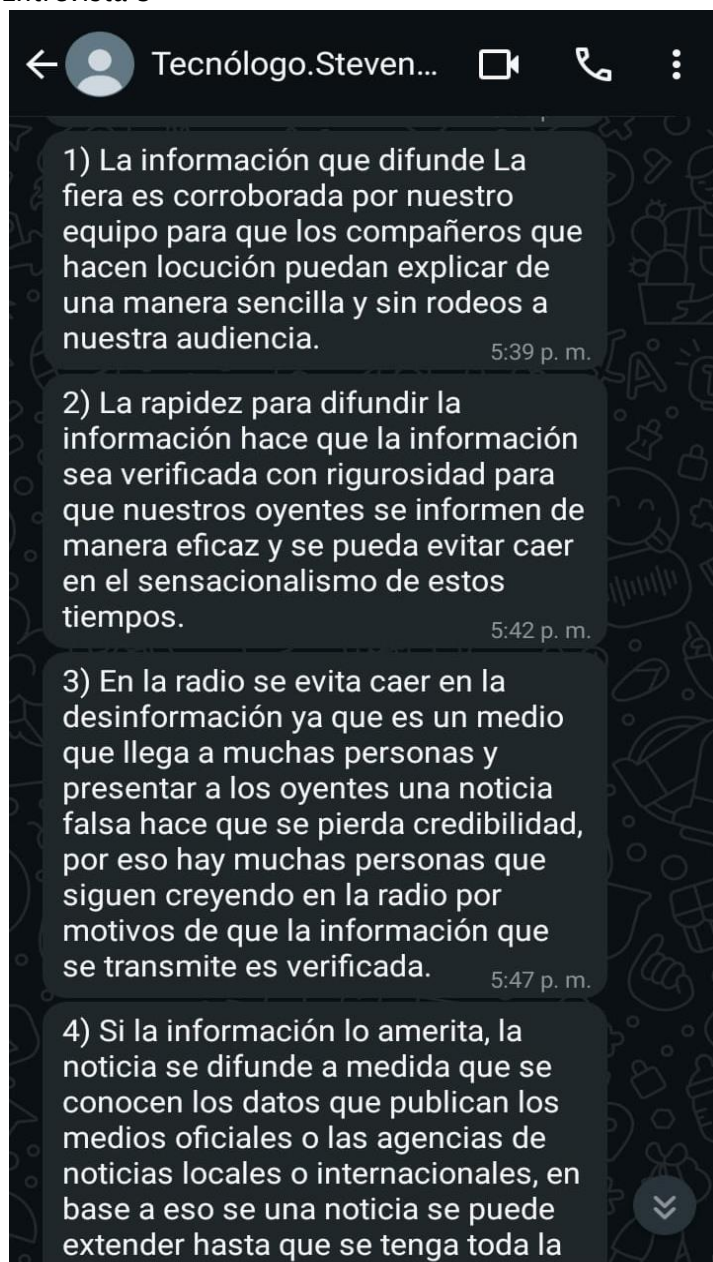 Tecnólogo.Steven...
1) La información que difunde La
fiera es corroborada por nuestro
equipo para que los compañeros que
hacen locución puedan explicar de
una manera sencilla y sin rodeos a
nuestra audiencia.
5:39 p. m.
2) La rapidez para difundir la
información hace que la información
sea verificada con rigurosidad para
que nuestros oyentes se informen de
manera eficaz y se pueda evitar caer
en el sensacionalismo de estos
tiempos.
5:42 p. m.
3) En la radio se evita caer en la
desinformación ya que es un medio
que llega a muchas personas y
presentar a los oyentes una noticia
falsa hace que se pierda credibilidad,
por eso hay muchas personas que
siguen creyendo en la radio por
motivos de que la información que
se transmite es verificada.
5:47 p. m.
4) Si la información lo amerita, la
noticia se difunde a medida que se
conocen los datos que publican los
medios oficiales o las agencias de
noticias locales o internacionales, en
base a eso se una noticia se puede
extender hasta que se tenga toda la